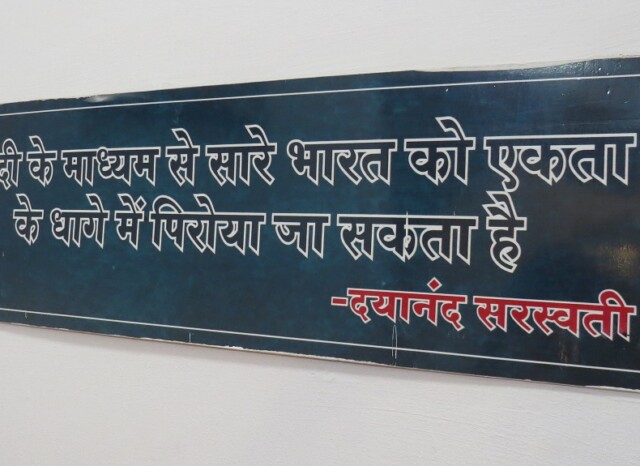 दी के माध्यम से सारे भारत को एकता
के धागे में पिरोया जा सकता है
-दयानंद सरस्वती